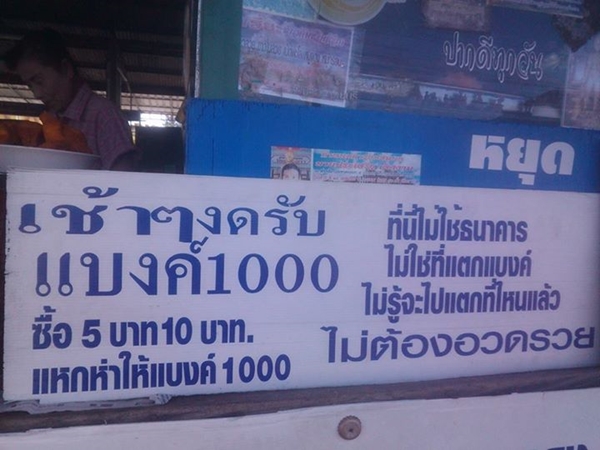 ปากดีทุกวัน
หยุด
เช้าๆงดรับ
แบงค์1000
ซื้อ 5 บาท 10 บาท.
แหกห่าให้แบงค์ 1000
ที่นี้ไม่ใช้ธนาคาร
ไม่ใช่ที่แตกแบงค์
ไม่รู้จะไปแตกที่ไหนแล้ว
ไม่ต้องอวดรวย